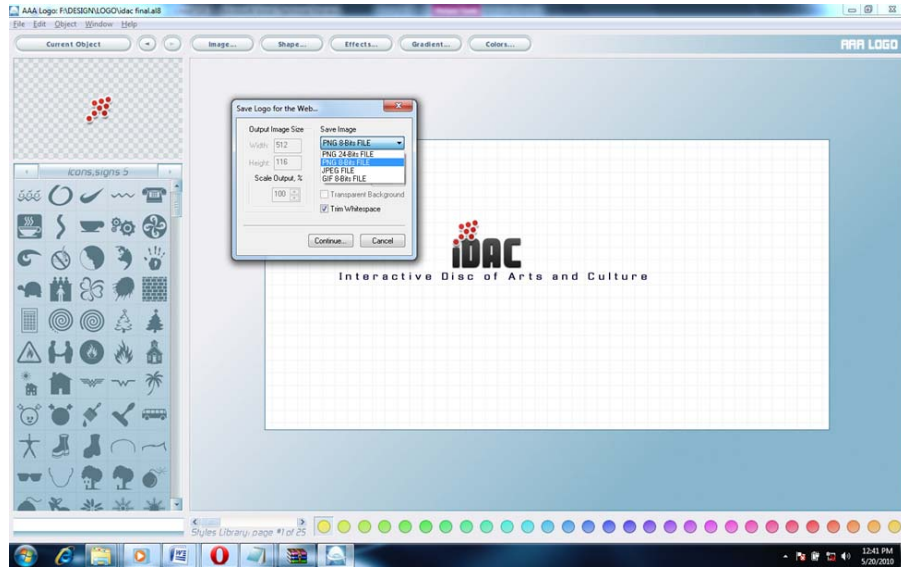 AAA Logo: F:\DESIGN\LOGO\idac final.al8
File Edit Object Window Help
Current Object
Image... Shape... Effects... Gradient... Colors...
AAA LOGO
Save Logo for the Web...
Output Image Size
Save Image
Width: 512
PNG 8-Bits FILE
PNG 24-Bits FILE
PNG 8-Bits FILE
JPEG FILE
GIF 8-Bits FILE
Height: 116
Scale Output, %
100
Transparent Background
Trim Whitespace
Continue... Cancel
icons,signs 5
iDAC
Interactive Disc of Arts and Culture
Styles Library: page #1 of 25
12:41 PM
5/20/2010